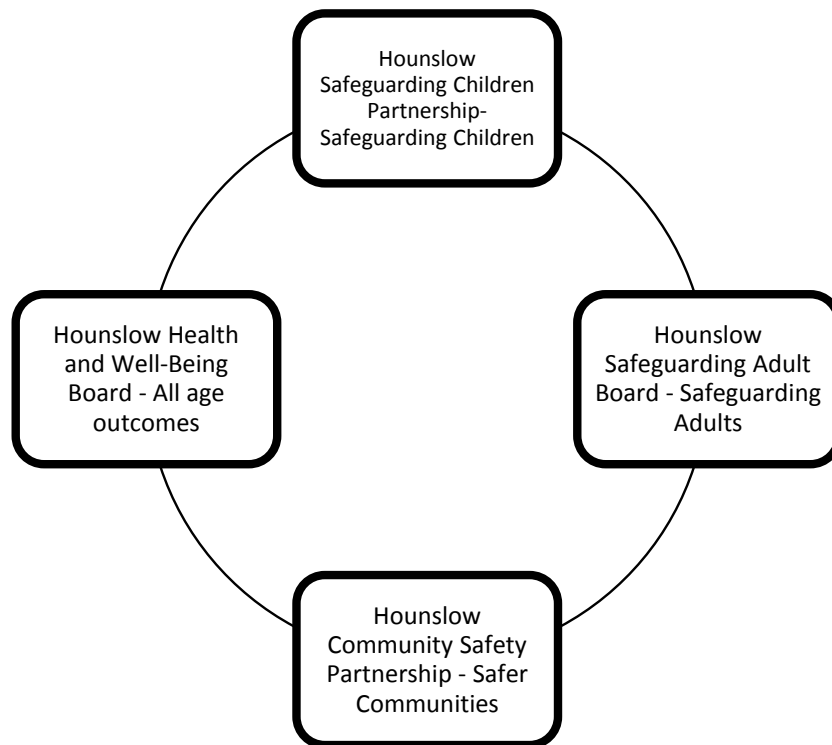 Hounslow
Safeguarding Children
Partnership-
Safeguarding Children
Hounslow Health
and Well-Being
Board - All age
outcomes
Hounslow
Safeguarding Adult
Board - Safeguarding
Adults
Hounslow
Community Safety
Partnership - Safer
Communities